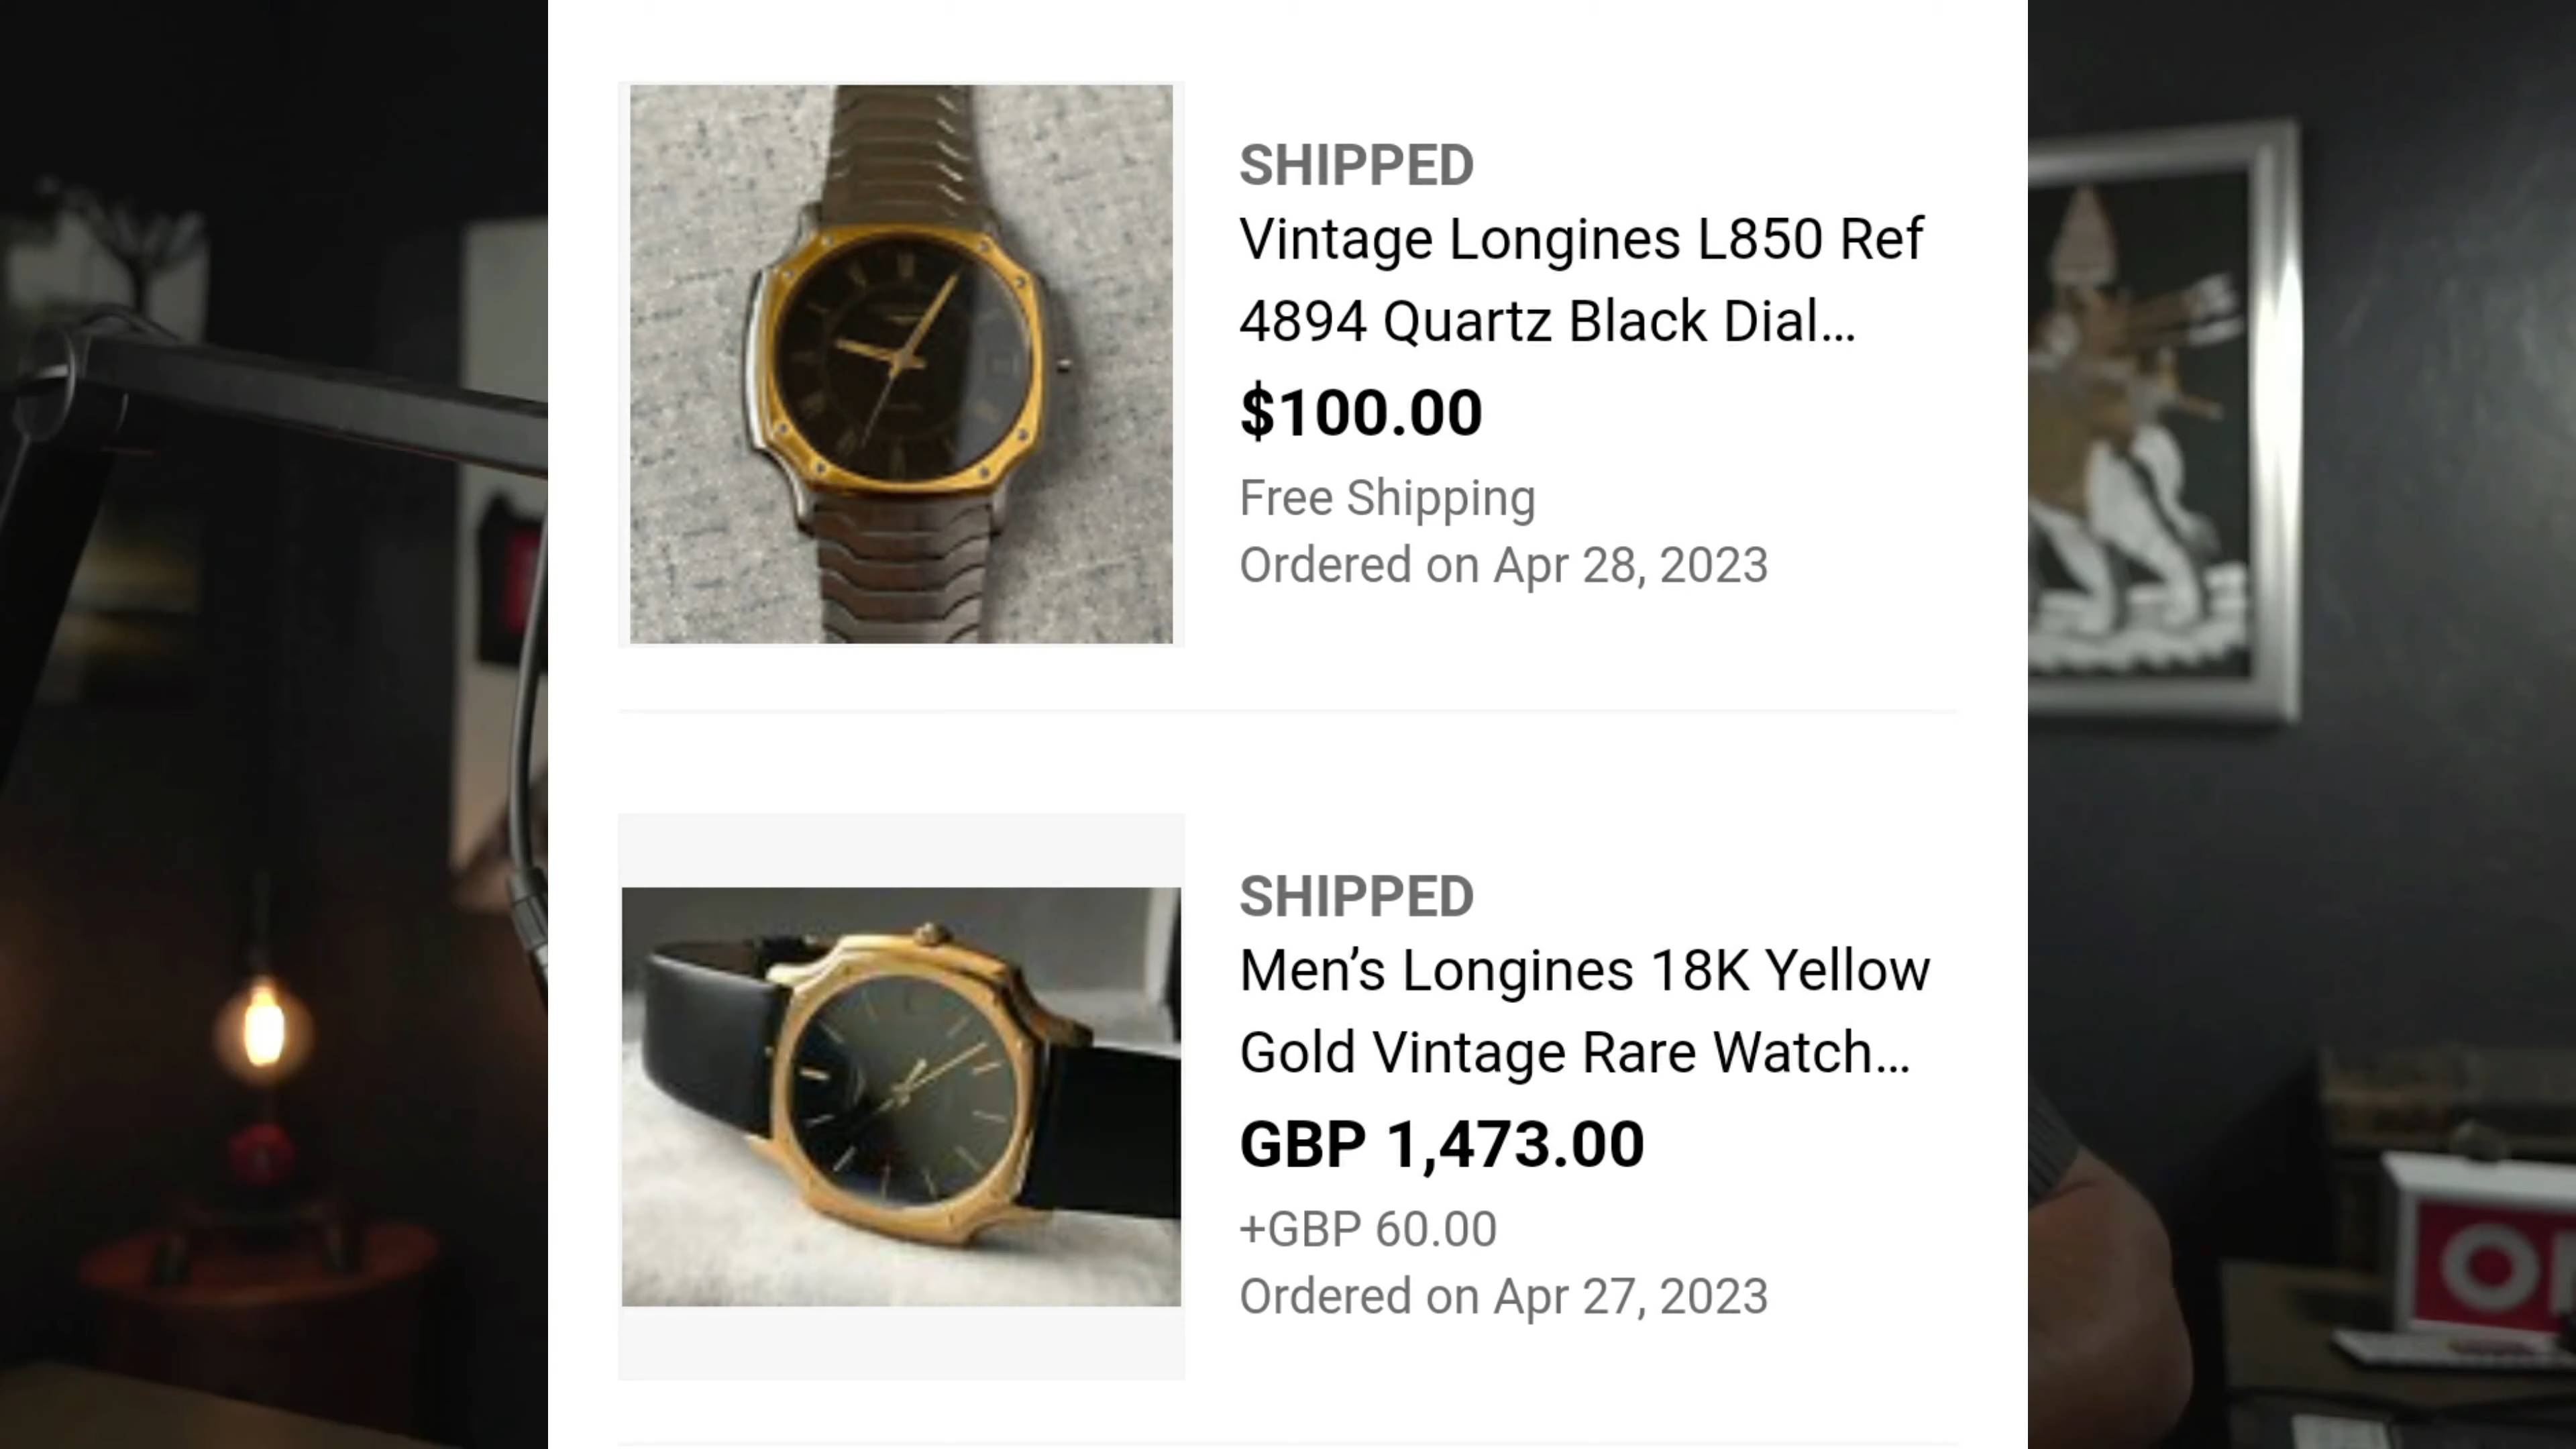 SHIPPED
Vintage Longines L850 Ref
4894 Quartz Black Dial...
$100.00
Free Shipping
Ordered on Apr 28, 2023
SHIPPED
Men’s Longines 18K Yellow
Gold Vintage Rare Watch...
GBP 1,473.00
+GBP 60.00
Ordered on Apr 27, 2023